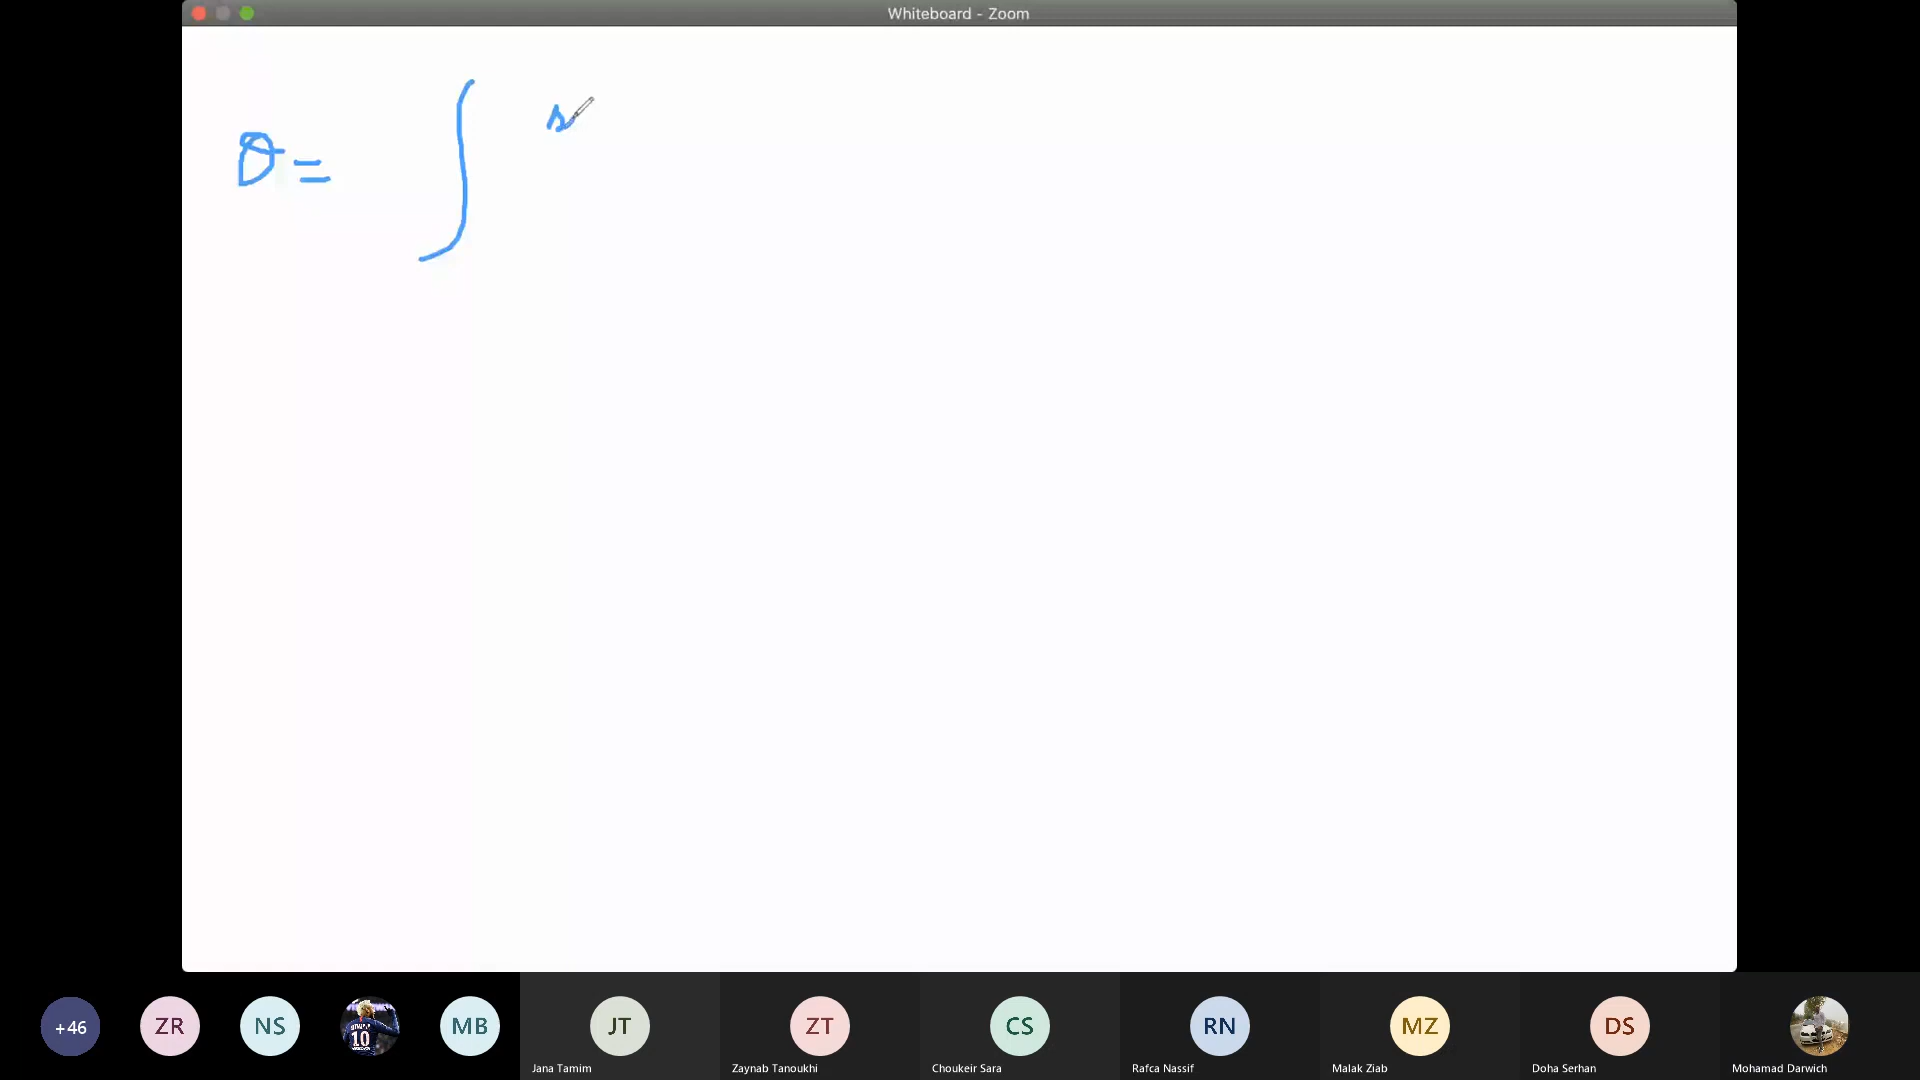 Whiteboard - Zoom
= ∫ s
+46
ZR
NS
10
MB
JT
ZT
CS
RN
MZ
DS
Jana Tamim
Zaynab Tanoukhi
Choukeir Sara
Rafca Nassif
Malak Ziab
Doha Serhan
Mohamad Darwich